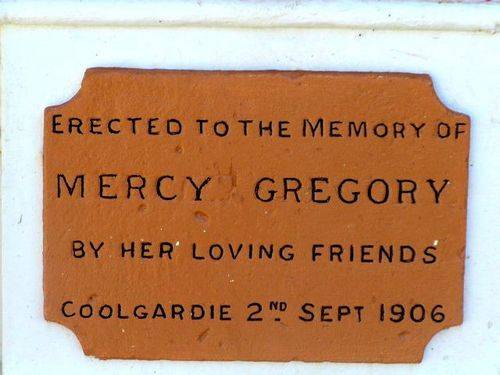 ERECTED TO THE MEMORY OF
MERCY GREGORY
BY HER LOVING FRIENDS
COOLGARDIE 2ND SEPT 1906